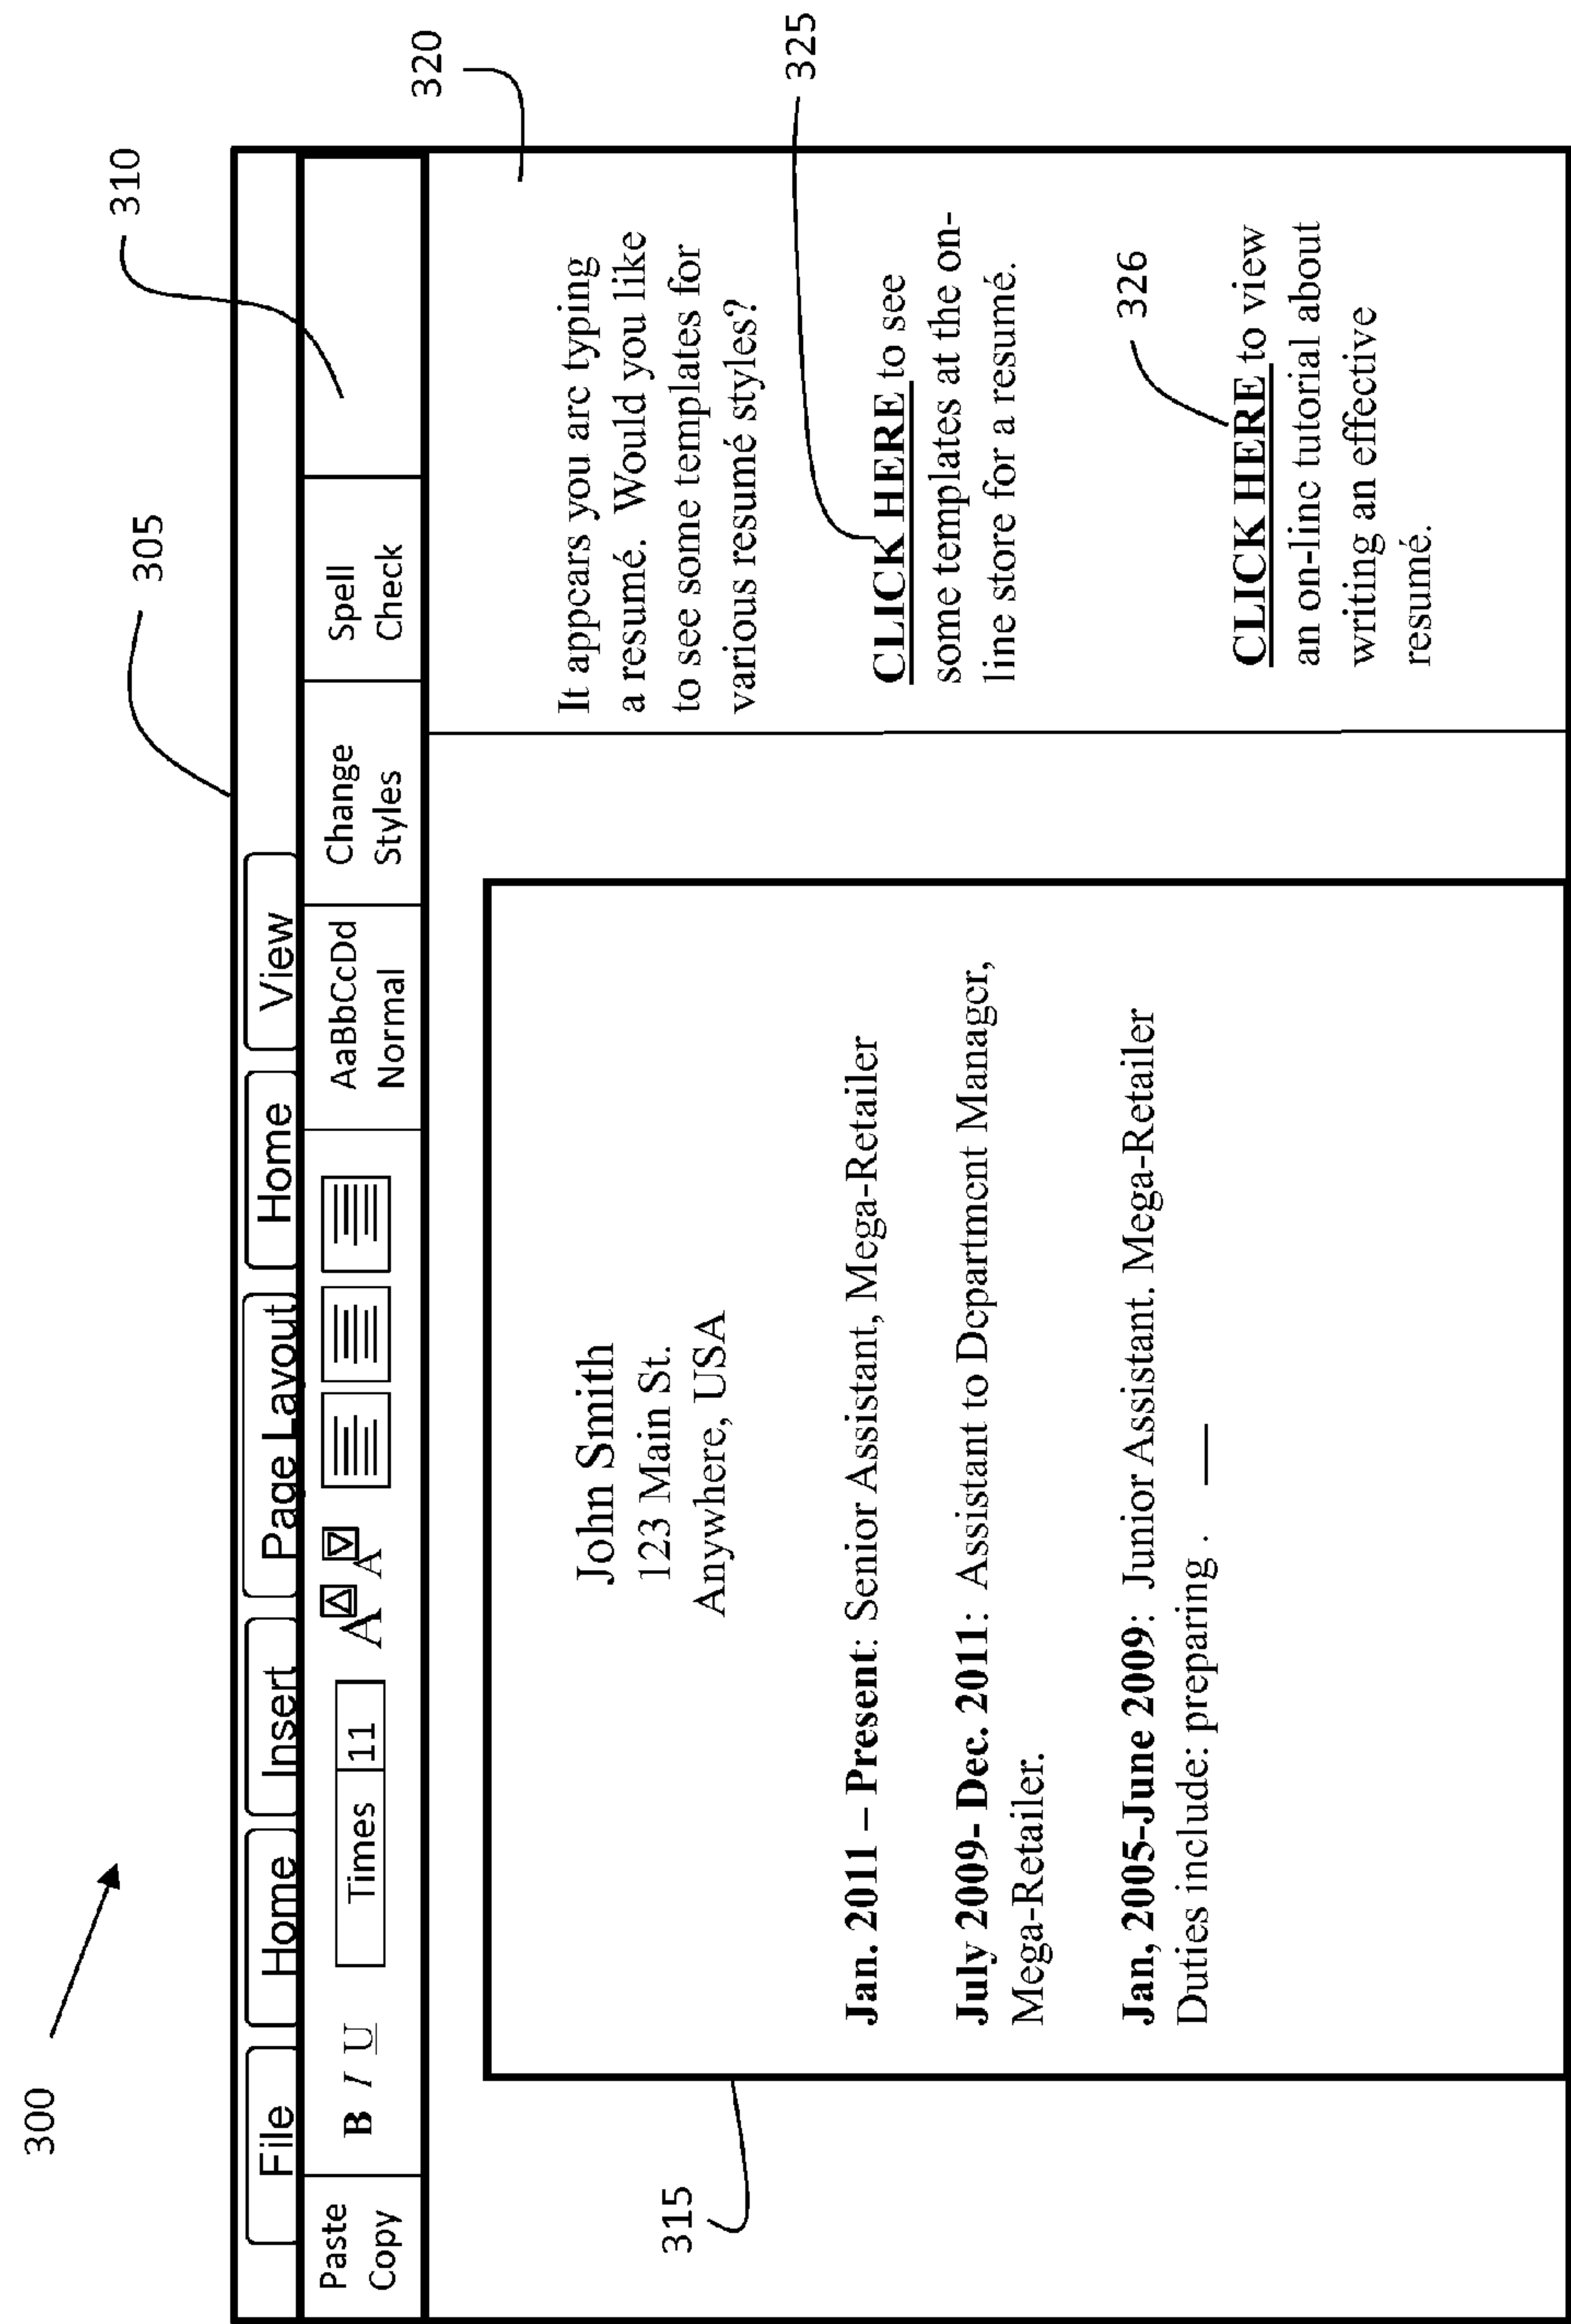 300
305
310
320
File
Home
Insert
Page Layout
Home
View
Paste
Copy
B I U
Times 11
A A
AaBbCcDd
Normal
Change
Styles
Spell
Check
315
John Smith
123 Main St.
Anywhere, USA
Jan. 2011 – Present: Senior Assistant, Mega-Retailer
July 2009- Dec. 2011: Assistant to Department Manager,
Mega-Retailer.
Jan, 2005-June 2009: Junior Assistant. Mega-Retailer
Duties include: preparing . __
It appears you are typing
a resumé. Would you like
to see some templates for
various resumé styles?
325
CLICK HERE to see
some templates at the on-
line store for a resumé.
326
CLICK HERE to view
an on-line tutorial about
writing an effective
resumé.